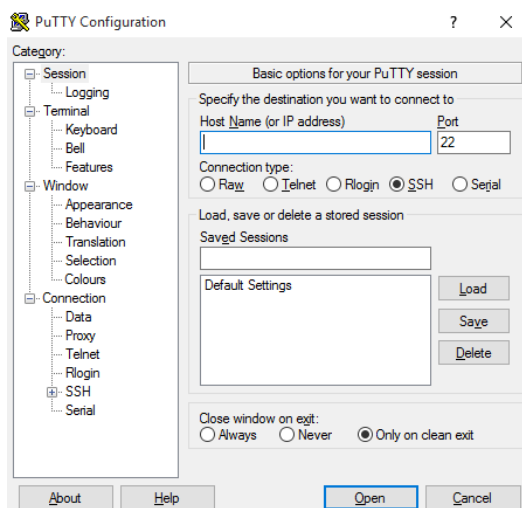 PuTTY Configuration
?
Category:
Session
Logging
Terminal
Keyboard
Bell
Features
Window
Appearance
Behaviour
Translation
Selection
Colours
Connection
Data
Proxy
Telnet
Rlogin
SSH
Serial
Basic options for your PuTTY session
Specify the destination you want to connect to
Host Name (or IP address) Port
22
Connection type:
Raw Telnet Rlogin SSH Serial
Load, save or delete a stored session
Saved Sessions
Default Settings
Load
Save
Delete
Close window on exit:
Always Never Only on clean exit
About Help Open Cancel